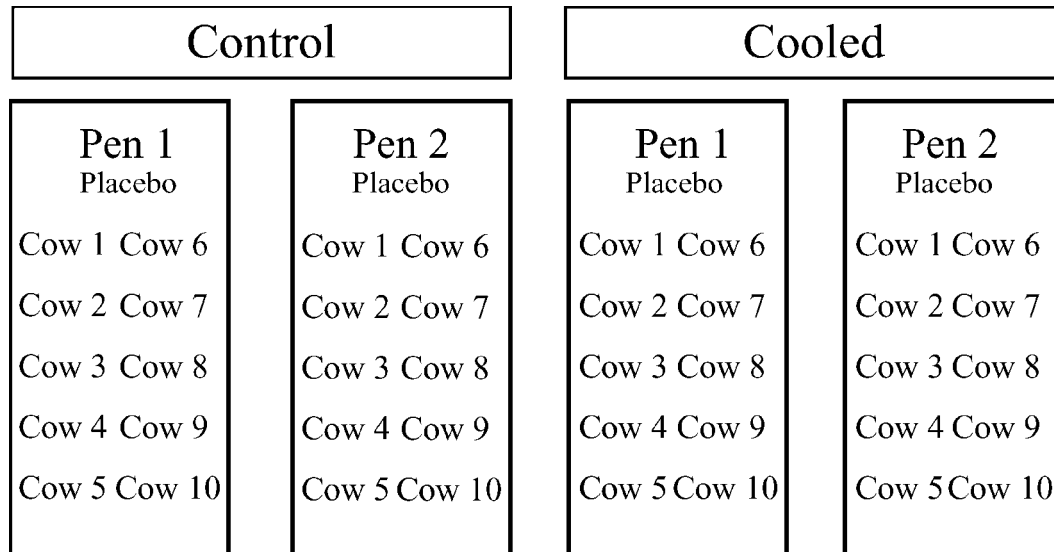 Control
Cooled
Pen 1
Placebo
Cow 1 Cow 6
Cow 2 Cow 7
Cow 3 Cow 8
Cow 4 Cow 9
Cow 5 Cow 10
Pen 2
Placebo
Cow 1 Cow 6
Cow 2 Cow 7
Cow 3 Cow 8
Cow 4 Cow 9
Cow 5 Cow 10
Pen 1
Placebo
Cow 1 Cow 6
Cow 2 Cow 7
Cow 3 Cow 8
Cow 4 Cow 9
Cow 5 Cow 10
Pen 2
Placebo
Cow 1 Cow 6
Cow 2 Cow 7
Cow 3 Cow 8
Cow 4 Cow 9
Cow 5 Cow 10